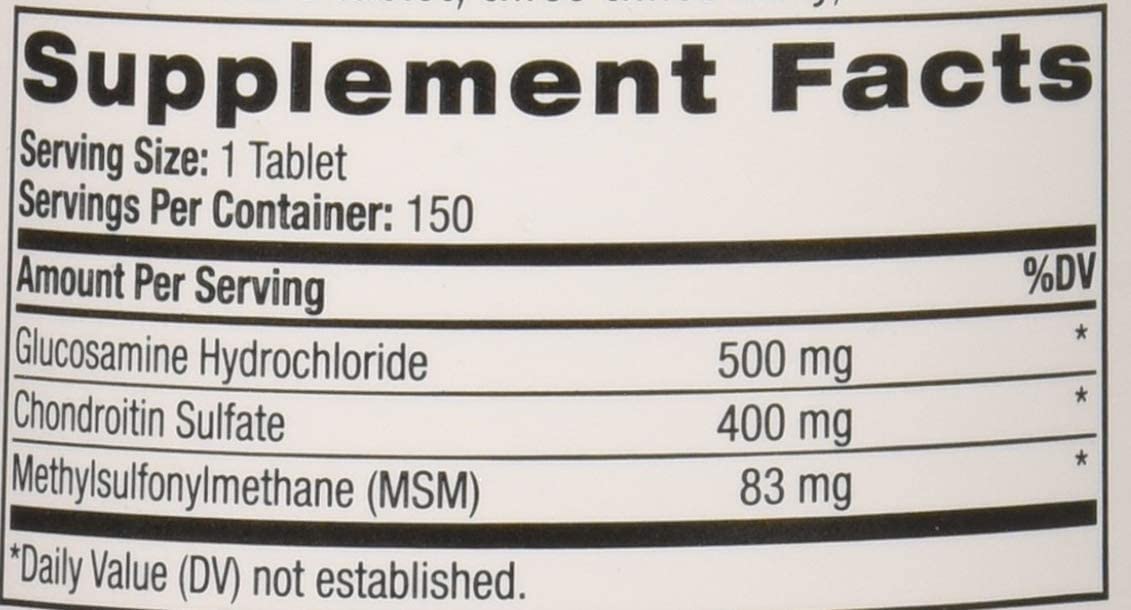 Supplement Facts
Serving Size: 1 Tablet
Servings Per Container: 150
Amount Per Serving %DV
Glucosamine Hydrochloride 500 mg *
Chondroitin Sulfate 400 mg *
Methylsulfonylmethane (MSM) 83 mg *
*Daily Value (DV) not established.